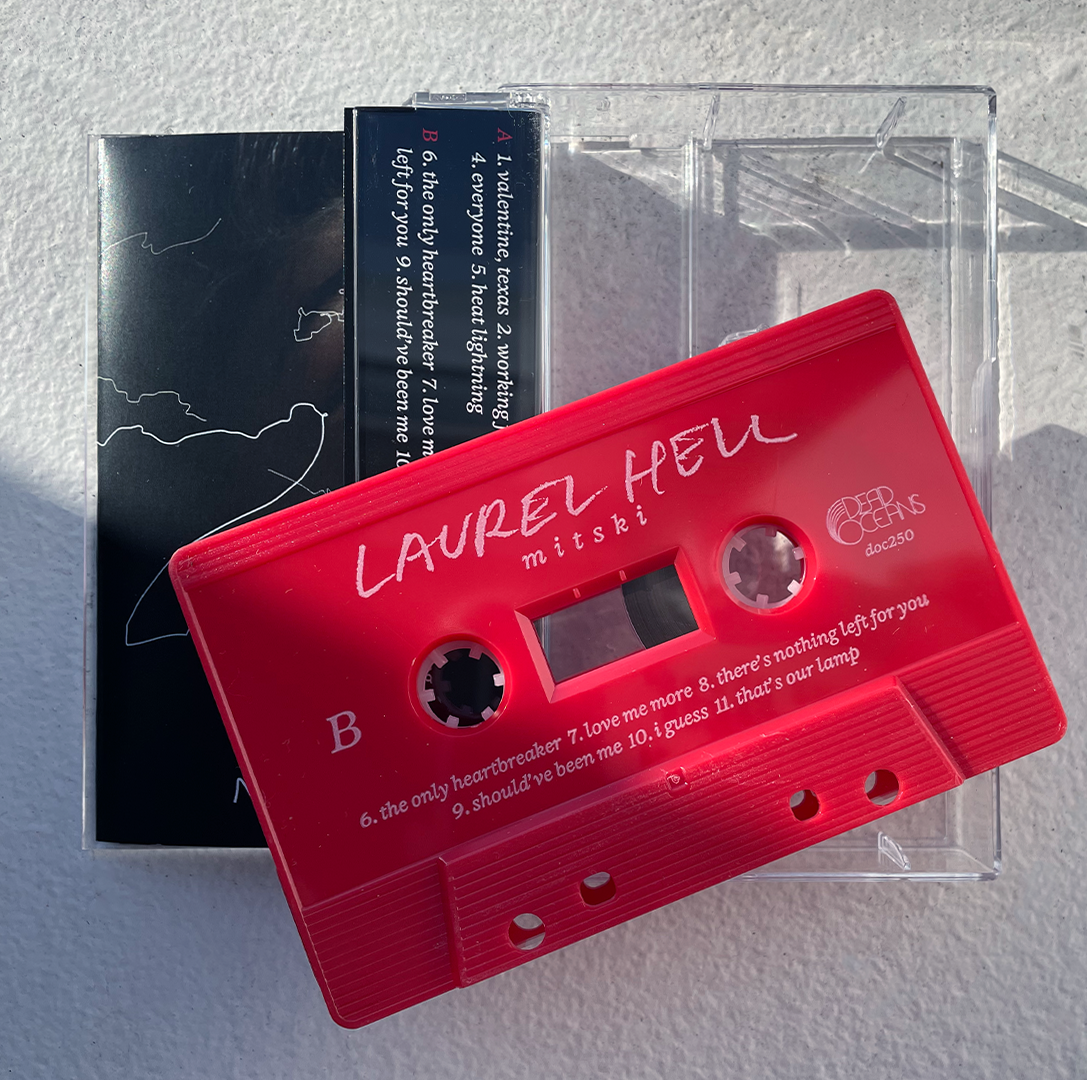 A 1. valentine, texas 2. working
4. everyone 5. heat lightning
B 6. the only heartbreaker 7. love
left for you 9. should've been me
LAUREL HELL
mitski
DEAD
OCEANS
doc250
B
6. the only heartbreaker 7. love me more 8. there's nothing left for you
9. should've been me 10. i guess 11. that's our lamp